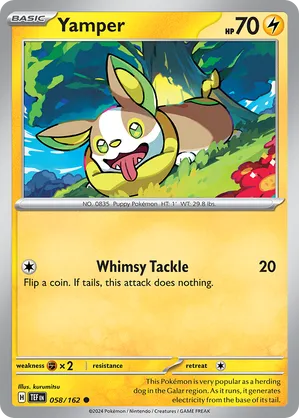 BASIC
Yamper
HP 70
NO. 0835 Puppy Pokémon HT: 1' WT: 29.8 lbs.
Whimsy Tackle 20
Flip a coin. If tails, this attack does nothing.
weakness ×2 resistance retreat
Illus. kurumitsu
H TEF EN 058/162
This Pokémon is very popular as a herding
dog in the Galar region. As it runs, it generates
electricity from the base of its tail.
©2024 Pokémon / Nintendo / Creatures / GAME FREAK